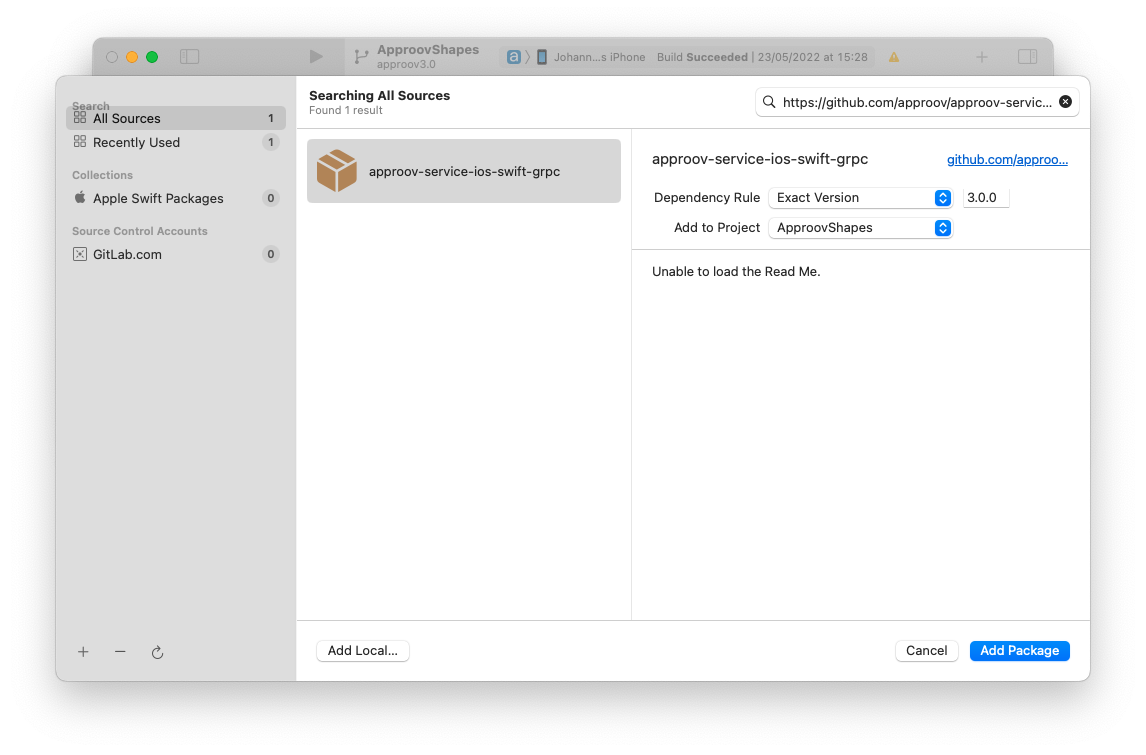 ApproovShapes
approov3.0
a
Johann...s iPhone
Build Succeeded | 23/05/2022 at 15:28
Search
All Sources 1
Recently Used 1
Collections
Apple Swift Packages 0
Source Control Accounts
GitLab.com 0
Searching All Sources
Found 1 result
https://github.com/approov/approov-servic...
approov-service-ios-swift-grpc
approov-service-ios-swift-grpc
github.com/approo...
Dependency Rule Exact Version 3.0.0
Add to Project ApproovShapes
Unable to load the Read Me.
Add Local...
Cancel
Add Package